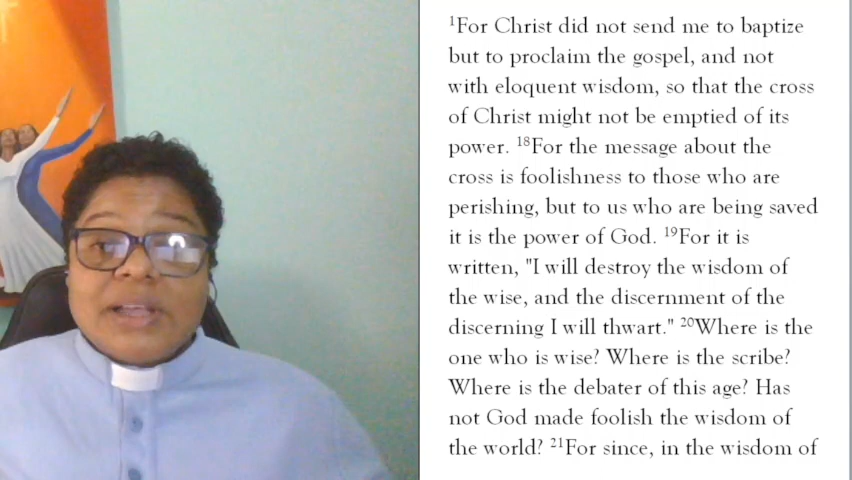 ¹For Christ did not send me to baptize
but to proclaim the gospel, and not
with eloquent wisdom, so that the cross
of Christ might not be emptied of its
power. ¹⁸For the message about the
cross is foolishness to those who are
perishing, but to us who are being saved
it is the power of God. ¹⁹For it is
written, "I will destroy the wisdom of
the wise, and the discernment of the
discerning I will thwart." ²⁰Where is the
one who is wise? Where is the scribe?
Where is the debater of this age? Has
not God made foolish the wisdom of
the world? ²¹For since, in the wisdom of